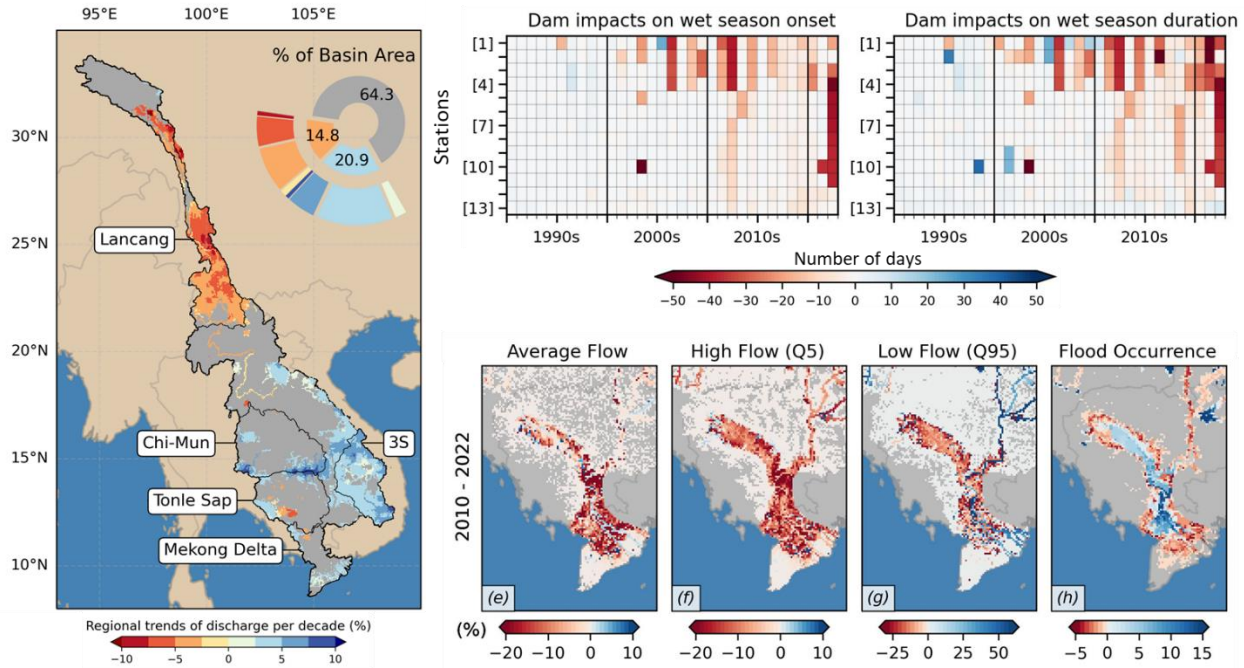 95°E 100°E 105°E
% of Basin Area
64.3
14.8
20.9
30°N
25°N
20°N
15°N
10°N
Lancang
Chi-Mun
3S
Tonle Sap
Mekong Delta
Regional trends of discharge per decade (%)
−10 −5 0 5 10
Dam impacts on wet season onset
Dam impacts on wet season duration
Stations
[1]
[4]
[7]
[10]
[13]
1990s 2000s 2010s
[1]
[4]
[7]
[10]
[13]
1990s 2000s 2010s
Number of days
−50 −40 −30 −20 −10 0 10 20 30 40 50
2010 - 2022
Average Flow
High Flow (Q5)
Low Flow (Q95)
Flood Occurrence
(e)
(f)
(g)
(h)
(%)
−20 −10 0 10
−20 −10 0 10
−25 0 25 50
−5 0 5 10 15